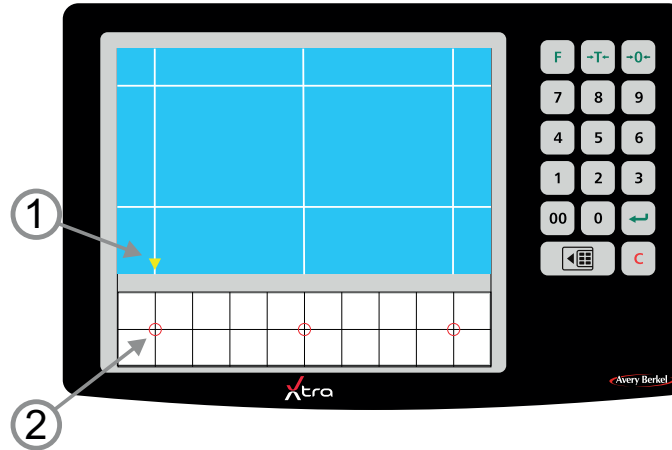 F →T← →0←
7 8 9
4 5 6
1
1 2 3
00 0
C
2
Xtra
Avery Berkel